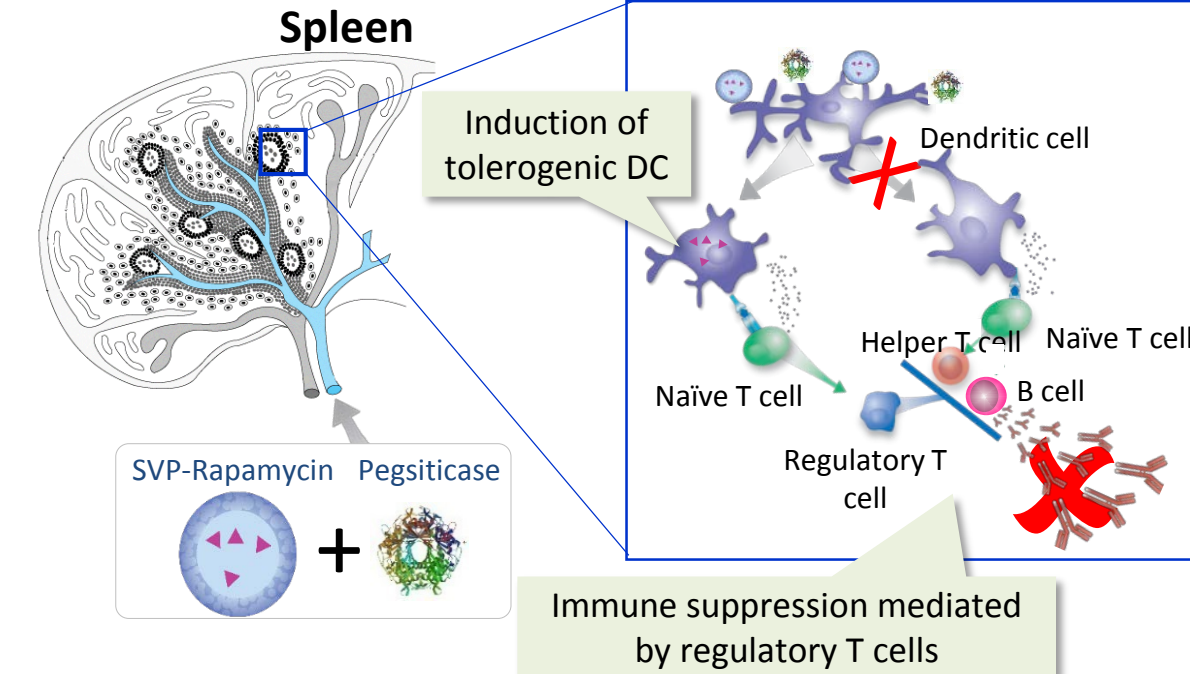 Spleen
Induction of
tolerogenic DC
Dendritic cell
Helper T cell
Naïve T cell
Naïve T cell
B cell
Regulatory T
cell
SVP-Rapamycin
Pegsiticase
+
Immune suppression mediated
by regulatory T cells